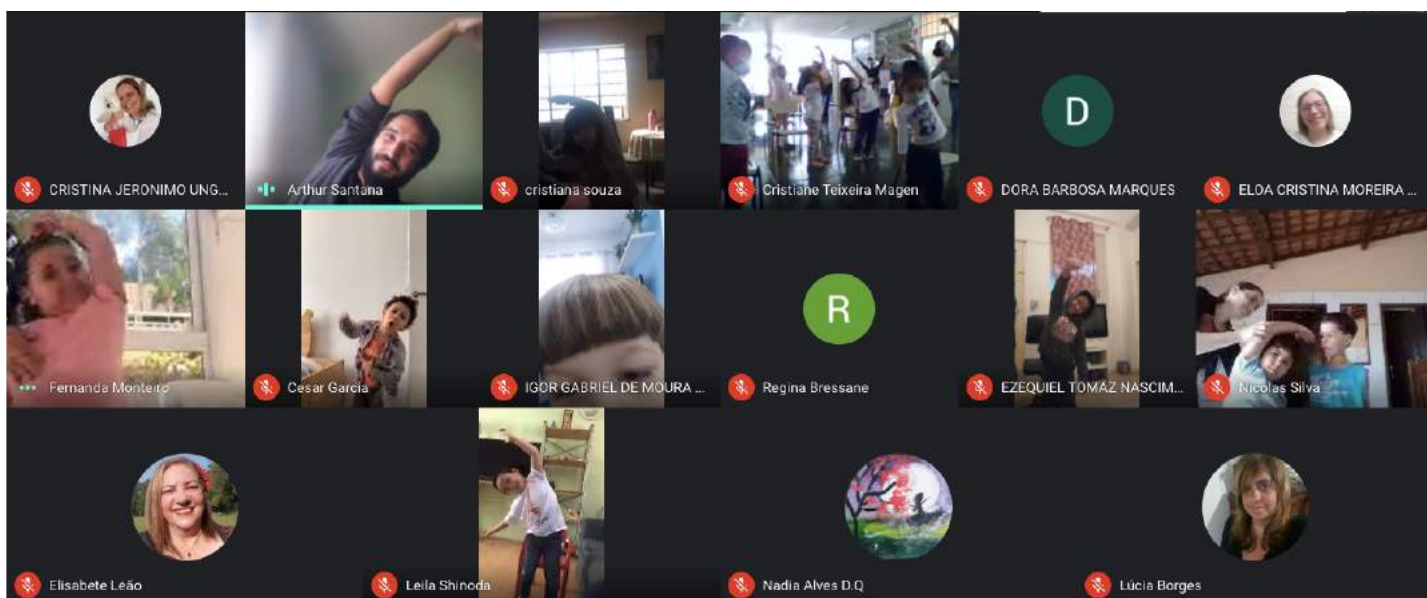 CRISTINA JERONIMO UNG...
Arthur Santana
cristiana souza
Cristiane Teixeira Magen
D
DORA BARBOSA MARQUES
ELOA CRISTINA MOREIRA ...
Fernanda Monteiro
Cesar Garcia
IGOR GABRIEL DE MOURA ...
R
Regina Bressane
EZEQUIEL TOMAZ NASCIM...
Nicolas Silva
Elisabete Leão
Leila Shinoda
Nadia Alves D.Q
Lúcia Borges